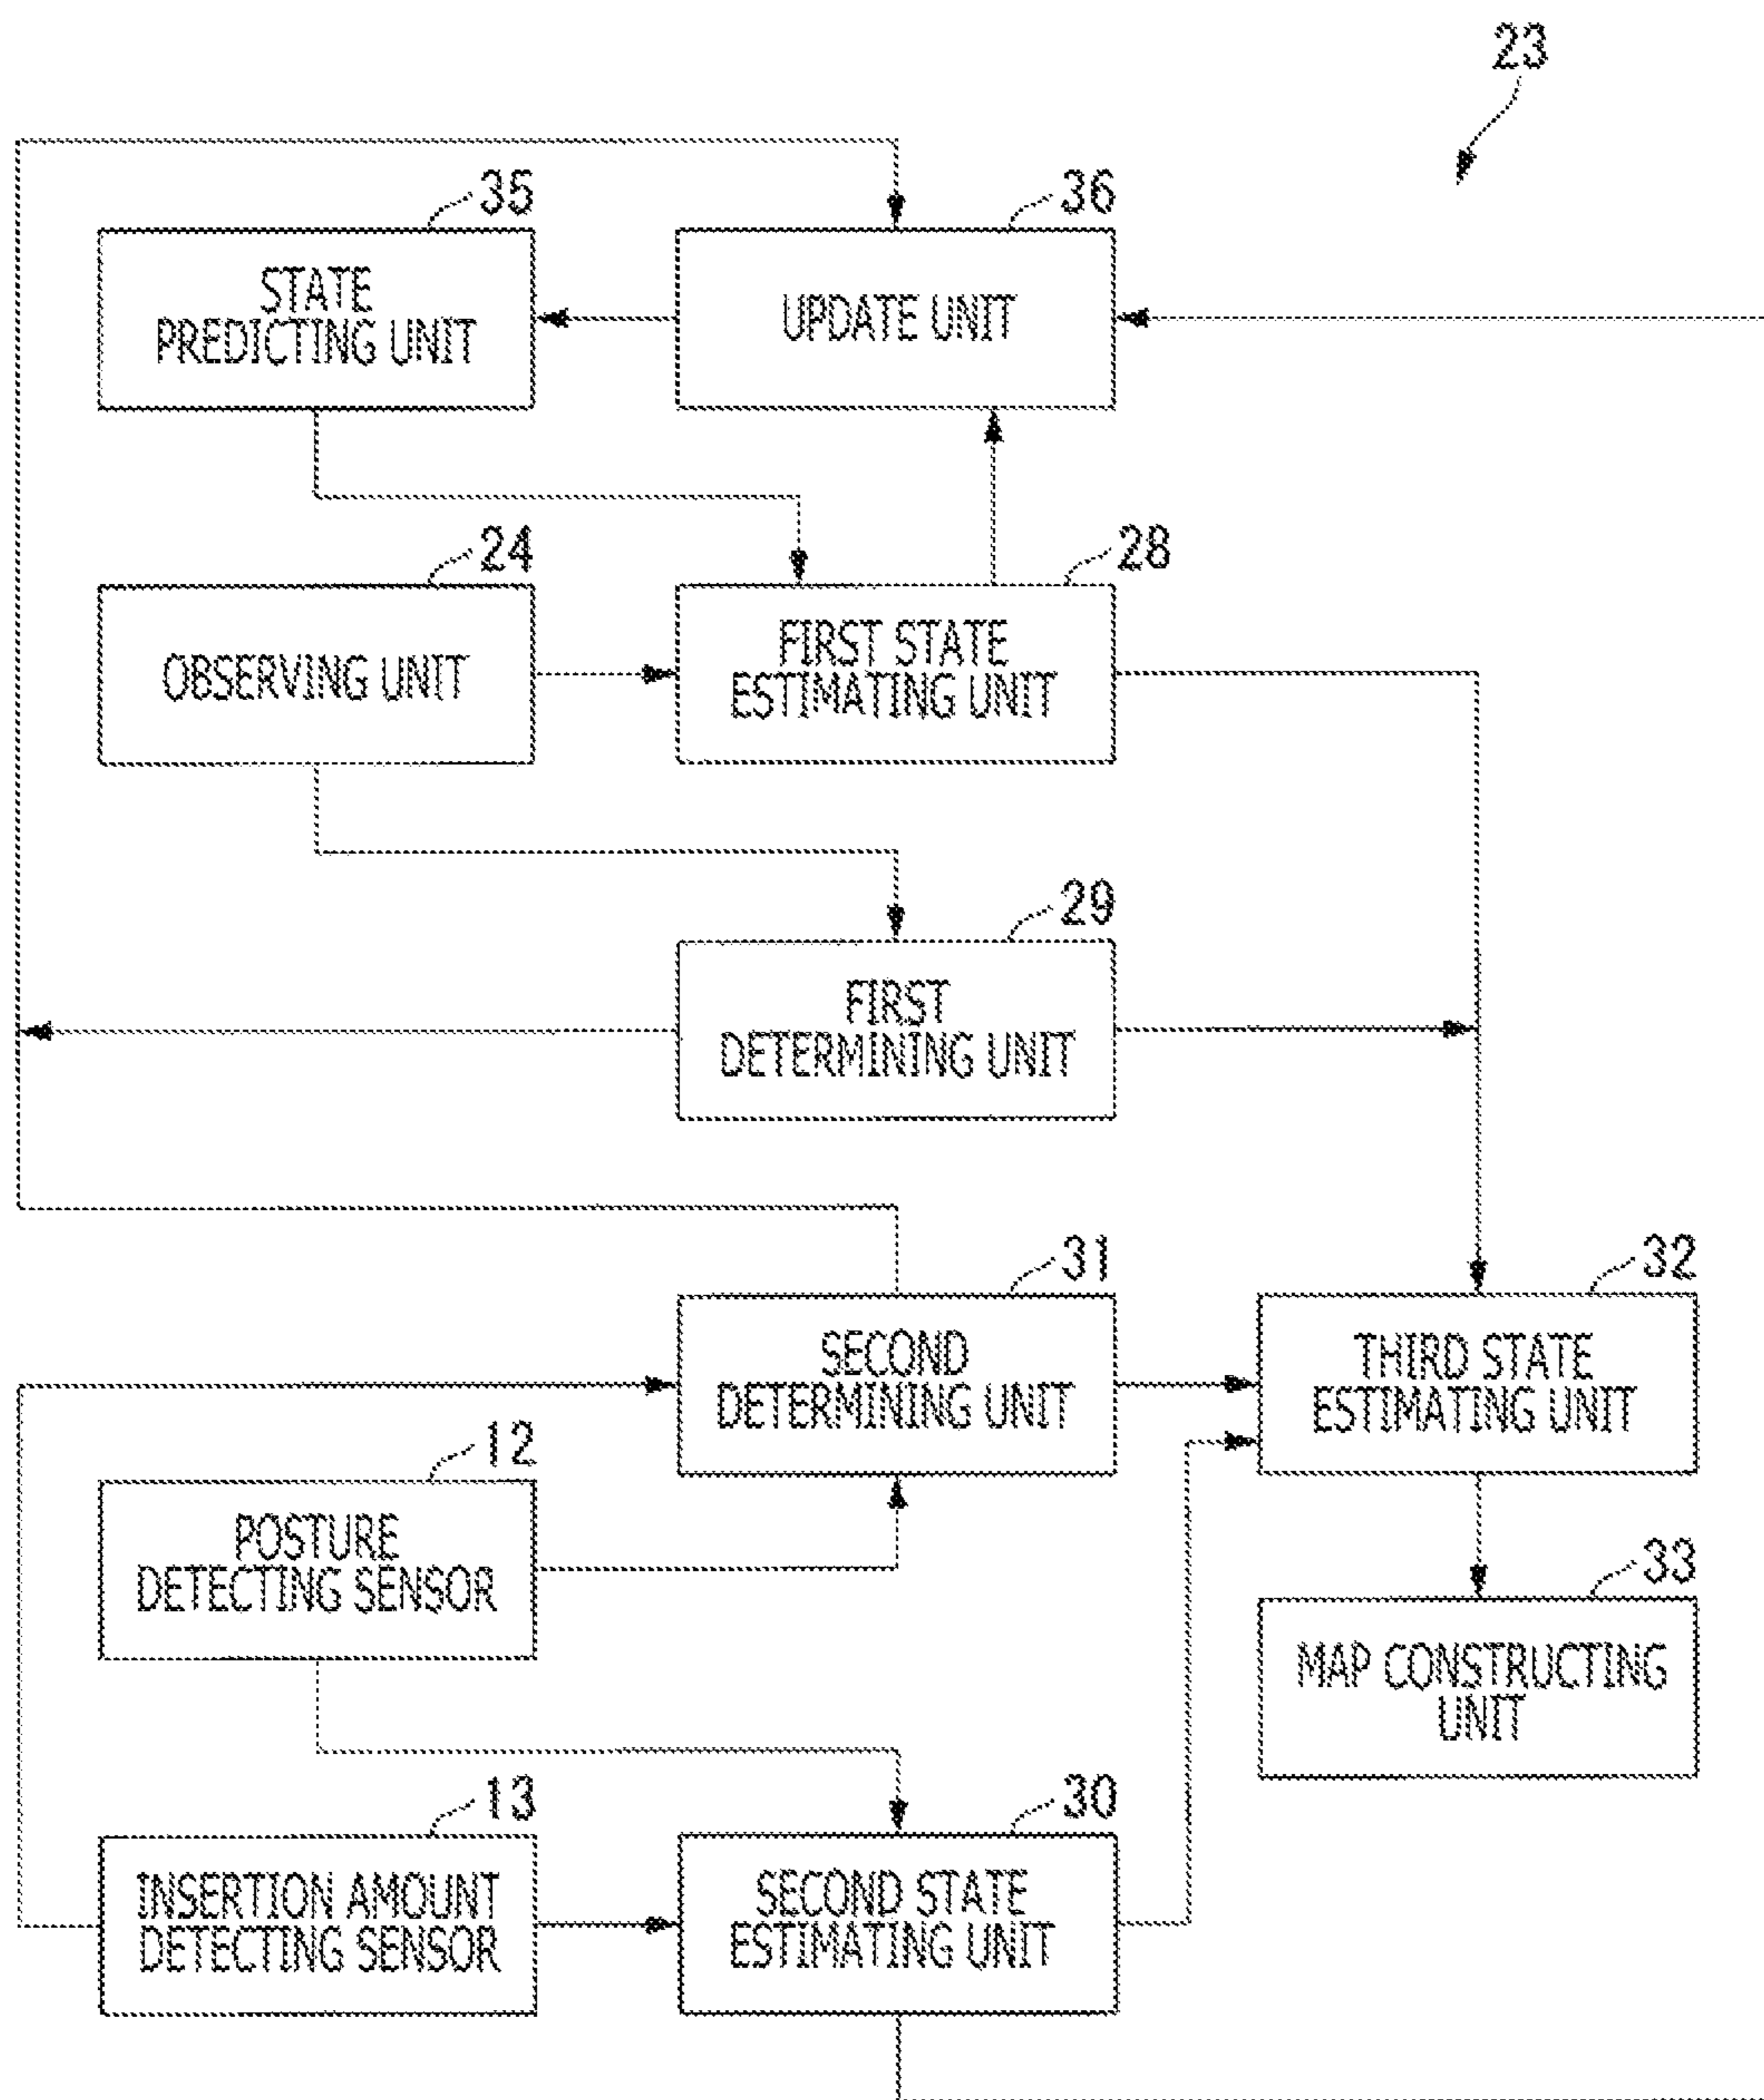 23
35
STATE
PREDICTING UNIT
36
UPDATE UNIT
24
OBSERVING UNIT
28
FIRST STATE
ESTIMATING UNIT
29
FIRST
DETERMINING UNIT
31
SECOND
DETERMINING UNIT
32
THIRD STATE
ESTIMATING UNIT
12
POSTURE
DETECTING SENSOR
33
MAP CONSTRUCTING
UNIT
13
INSERTION AMOUNT
DETECTING SENSOR
30
SECOND STATE
ESTIMATING UNIT